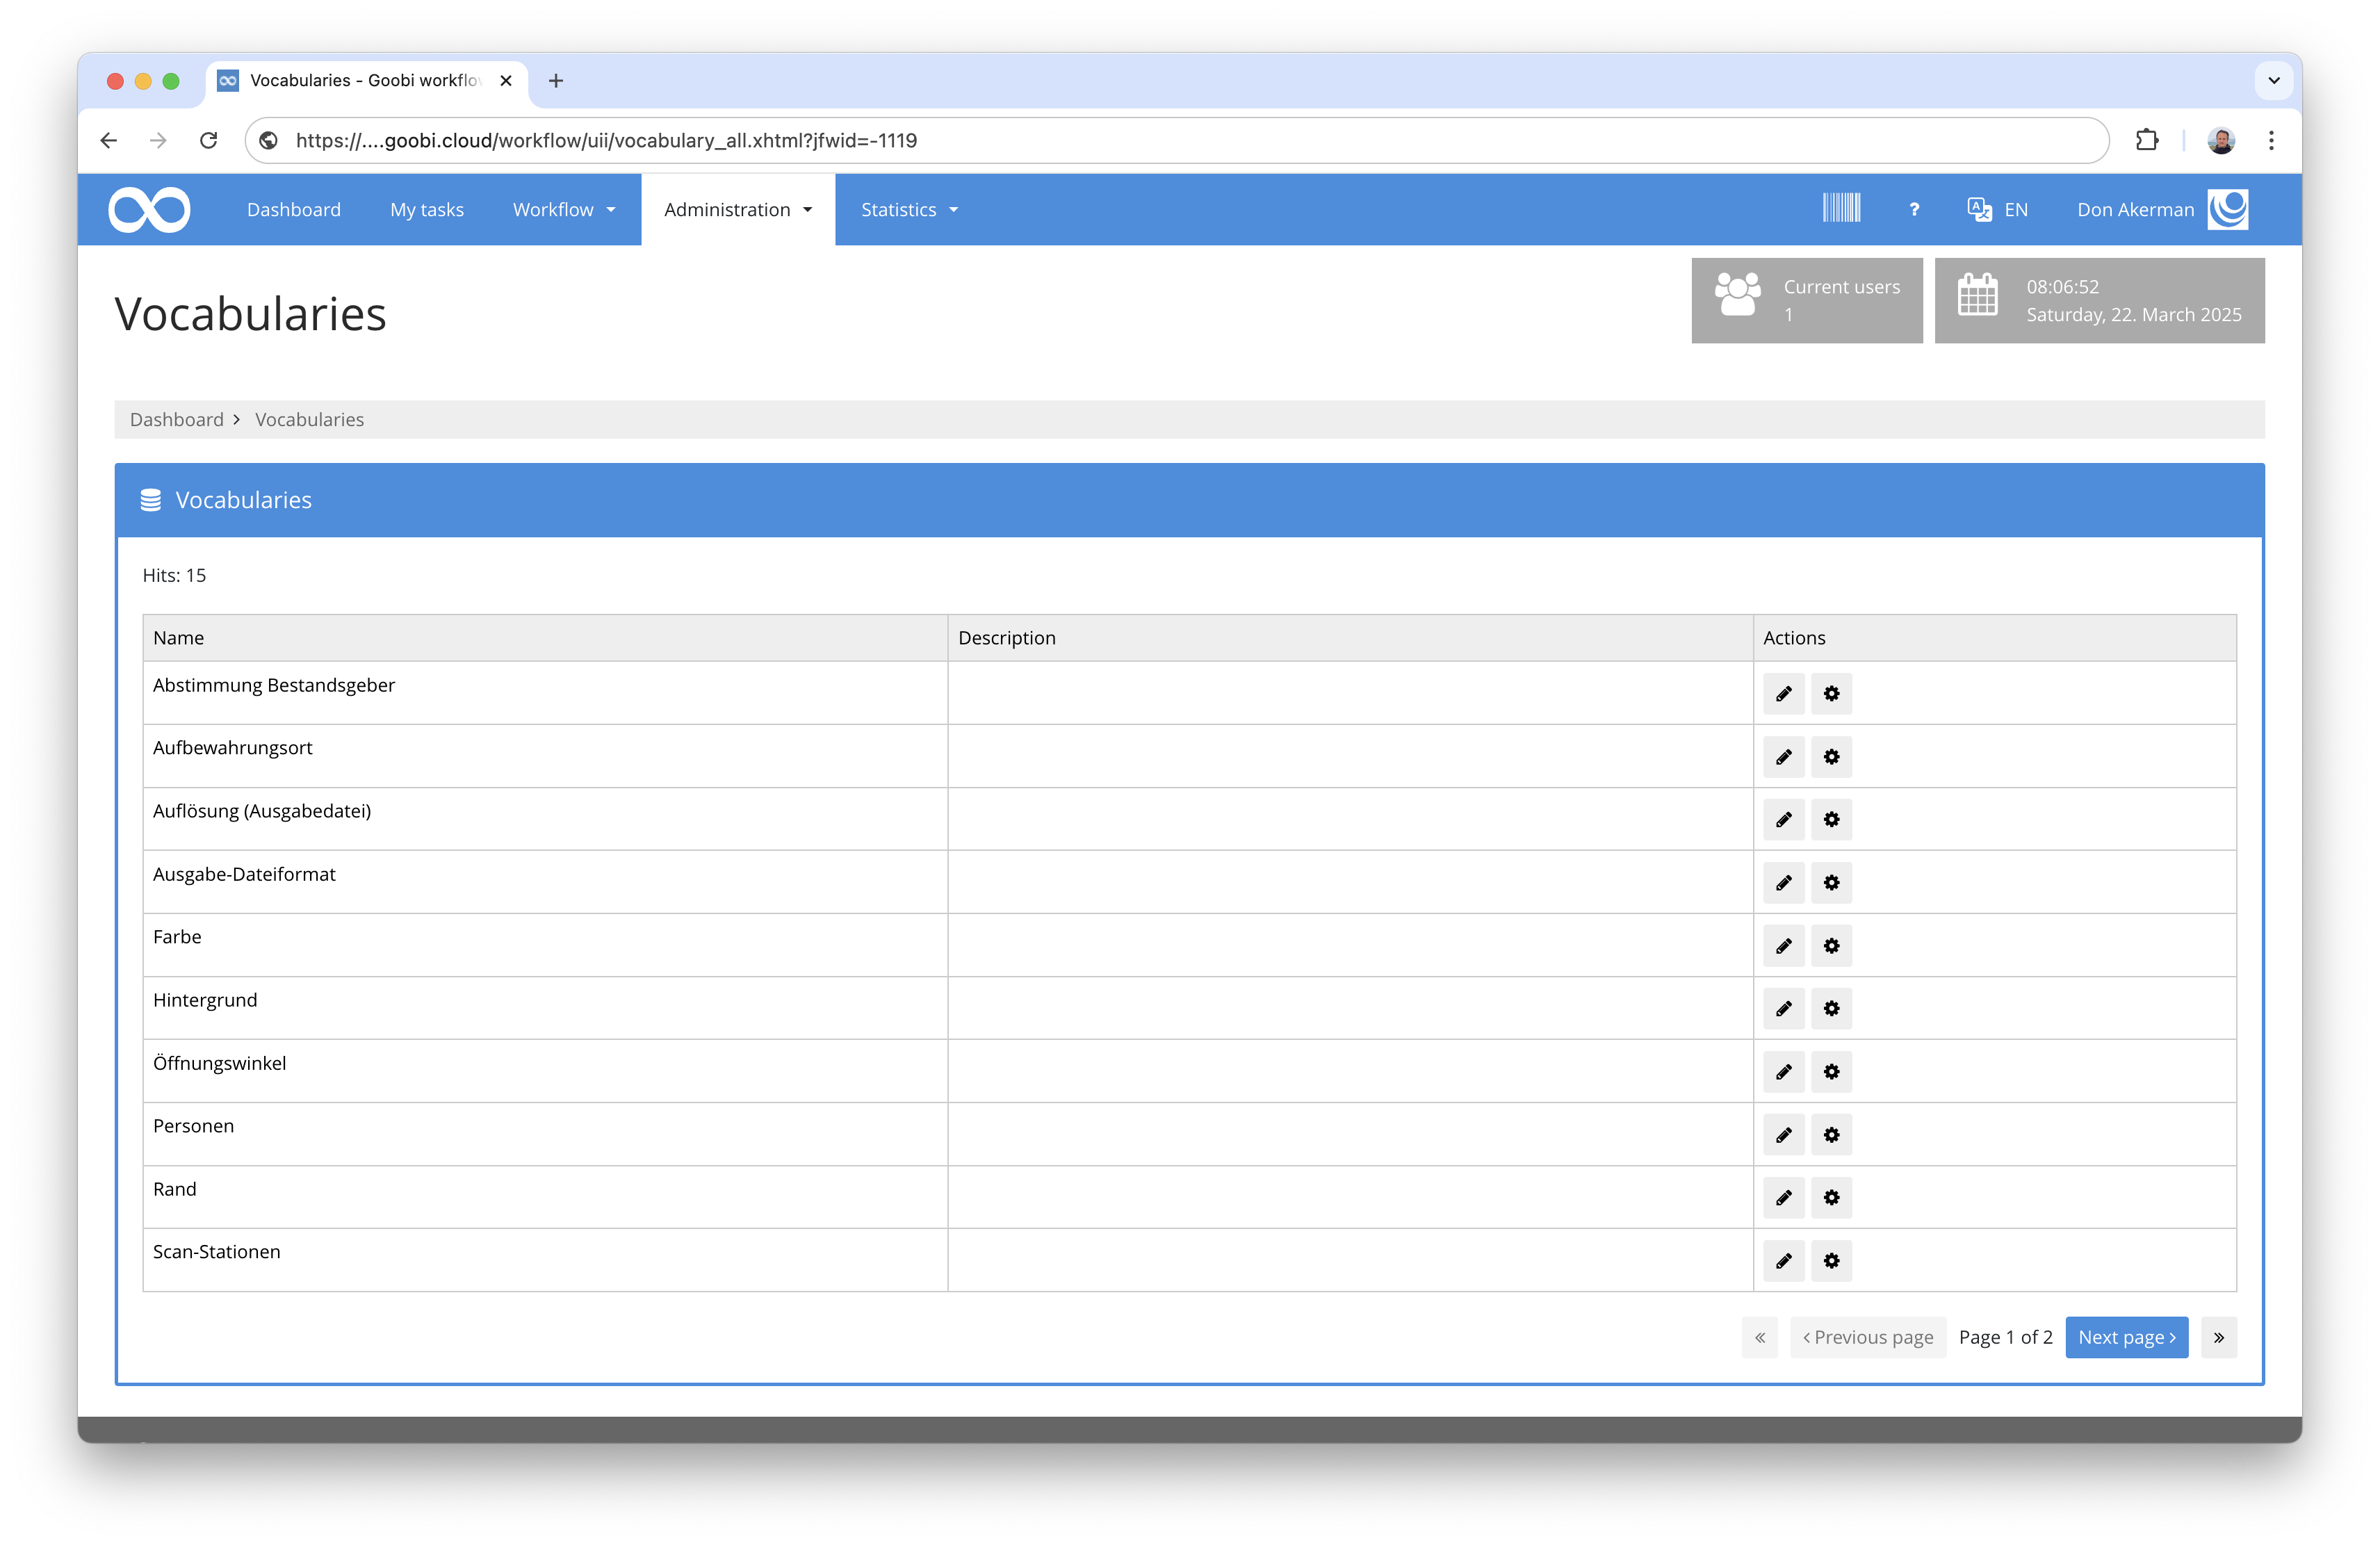 Vocabularies - Goobi workflo
https://....goobi.cloud/workflow/uii/vocabulary_all.xhtml?jfwid=-1119
Dashboard My tasks Workflow Administration Statistics ? EN Don Akerman
Vocabularies
Current users
1
08:06:52
Saturday, 22. March 2025
Dashboard > Vocabularies
Vocabularies
Hits: 15
Name Description Actions
Abstimmung Bestandsgeber
Aufbewahrungsort
Auflösung (Ausgabedatei)
Ausgabe-Dateiformat
Farbe
Hintergrund
Öffnungswinkel
Personen
Rand
Scan-Stationen
« ‹ Previous page Page 1 of 2 Next page › »